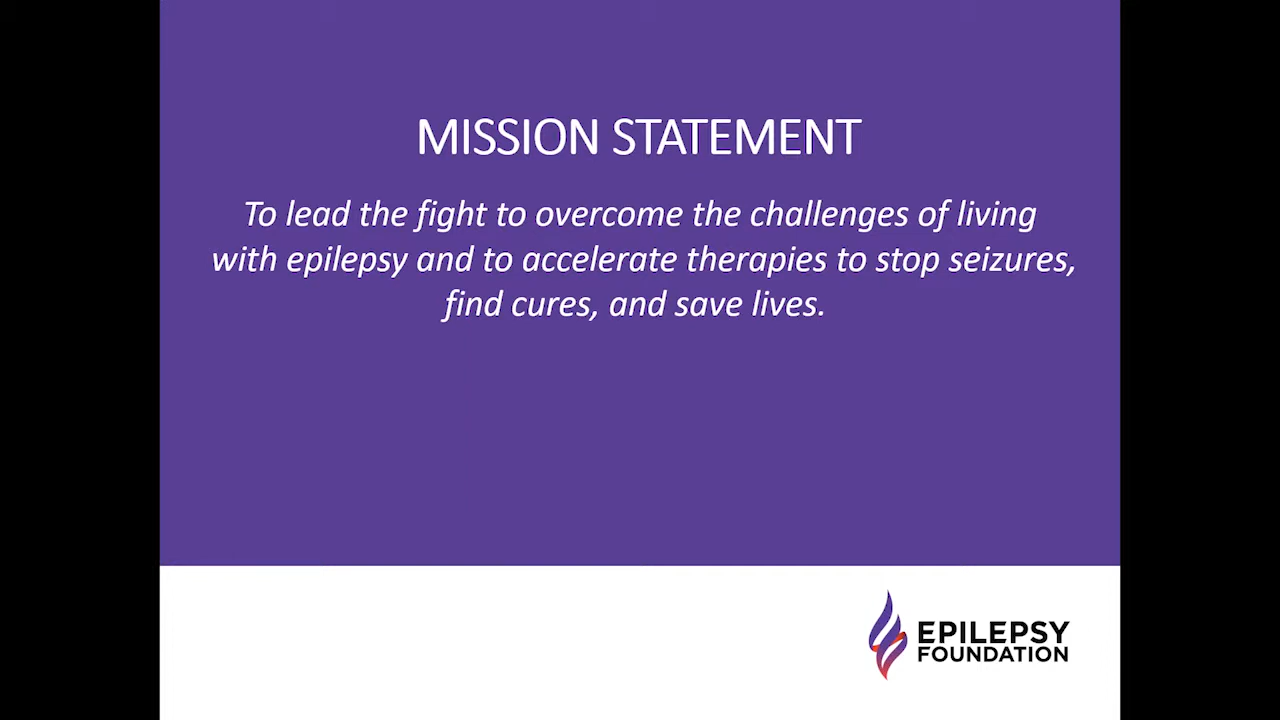 MISSION STATEMENT
To lead the fight to overcome the challenges of living
with epilepsy and to accelerate therapies to stop seizures,
find cures, and save lives.
EPILEPSY
FOUNDATION